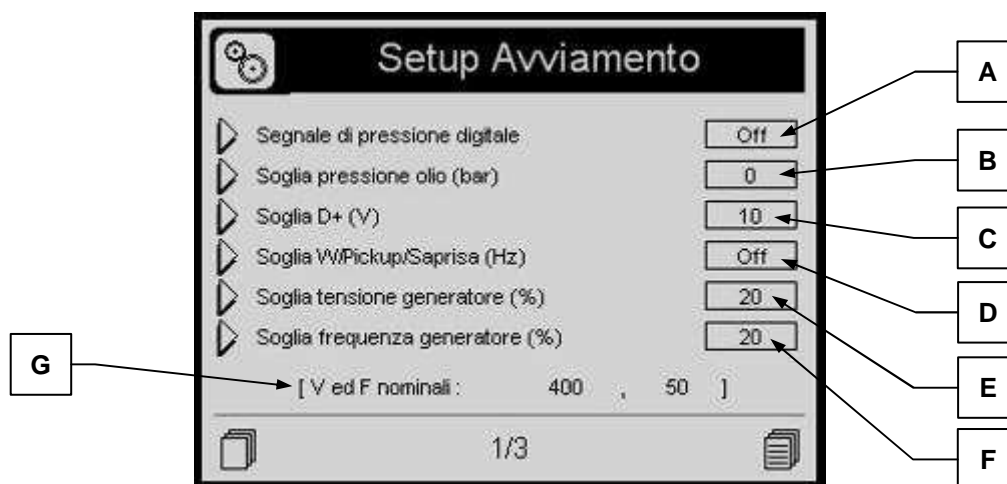 Setup Avviamento
Segnale di pressione digitale Off
Soglia pressione olio (bar) 0
Soglia D+ (V) 10
Soglia W/Pickup/Saprisa (Hz) Off
Soglia tensione generatore (%) 20
Soglia frequenza generatore (%) 20
[ V ed F nominali : 400 , 50 ]
1/3
A
B
C
D
E
F
G